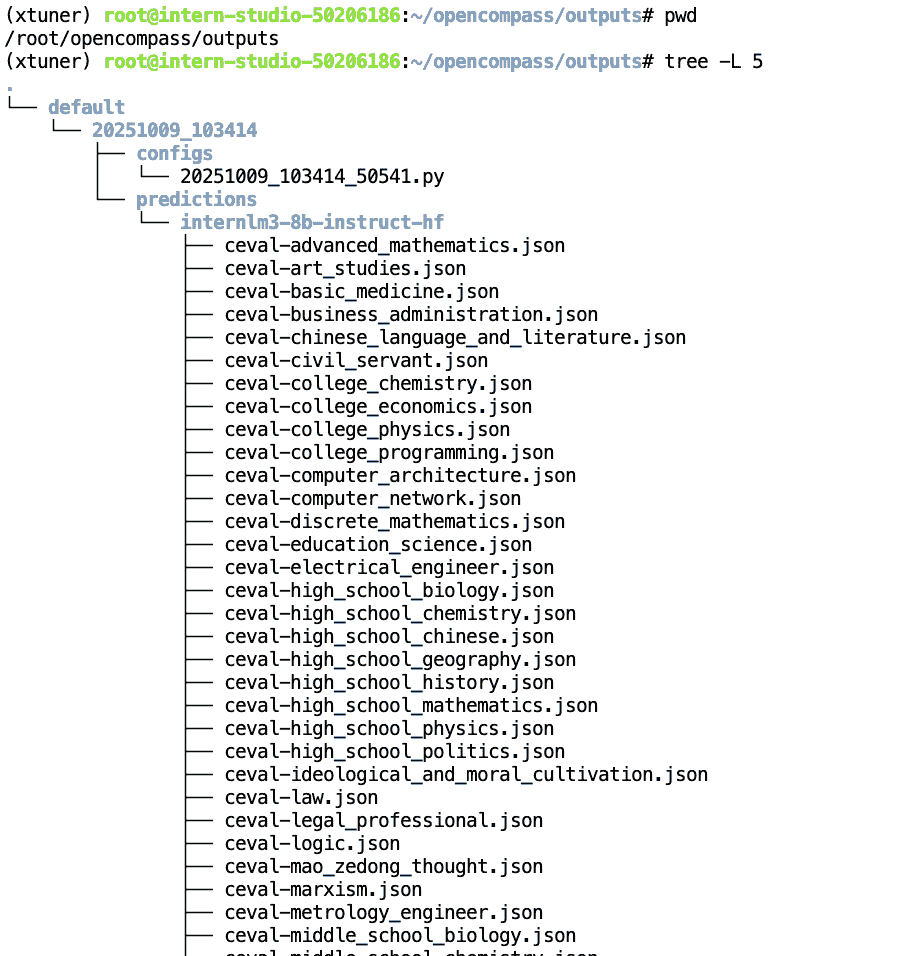 (xtuner) root@intern-studio-50206186:~/opencompass/outputs# pwd
/root/opencompass/outputs
(xtuner) root@intern-studio-50206186:~/opencompass/outputs# tree -L 5
.
└── default
    └── 20251009_103414
        ├── configs
        │   └── 20251009_103414_50541.py
        └── predictions
            └── internlm3-8b-instruct-hf
                ├── ceval-advanced_mathematics.json
                ├── ceval-art_studies.json
                ├── ceval-basic_medicine.json
                ├── ceval-business_administration.json
                ├── ceval-chinese_language_and_literature.json
                ├── ceval-civil_servant.json
                ├── ceval-college_chemistry.json
                ├── ceval-college_economics.json
                ├── ceval-college_physics.json
                ├── ceval-college_programming.json
                ├── ceval-computer_architecture.json
                ├── ceval-computer_network.json
                ├── ceval-discrete_mathematics.json
                ├── ceval-education_science.json
                ├── ceval-electrical_engineer.json
                ├── ceval-high_school_biology.json
                ├── ceval-high_school_chemistry.json
                ├── ceval-high_school_chinese.json
                ├── ceval-high_school_geography.json
                ├── ceval-high_school_history.json
                ├── ceval-high_school_mathematics.json
                ├── ceval-high_school_physics.json
                ├── ceval-high_school_politics.json
                ├── ceval-ideological_and_moral_cultivation.json
                ├── ceval-law.json
                ├── ceval-legal_professional.json
                ├── ceval-logic.json
                ├── ceval-mao_zedong_thought.json
                ├── ceval-marxism.json
                ├── ceval-metrology_engineer.json
                ├── ceval-middle_school_biology.json
                ├── ceval-middle_school_chemistry.json